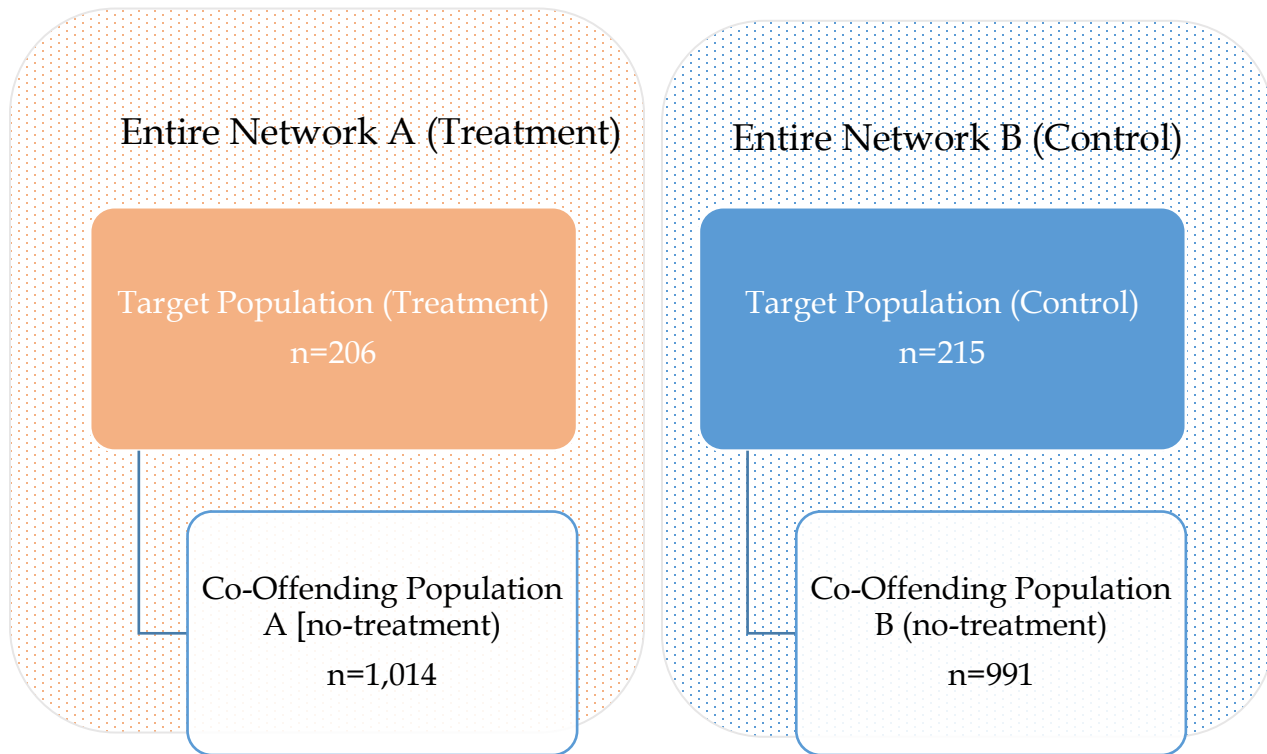 Entire Network A (Treatment)
Target Population (Treatment)
n=206
Co-Offending Population
A [no-treatment)
n=1,014
Entire Network B (Control)
Target Population (Control)
n=215
Co-Offending Population
B (no-treatment)
n=991